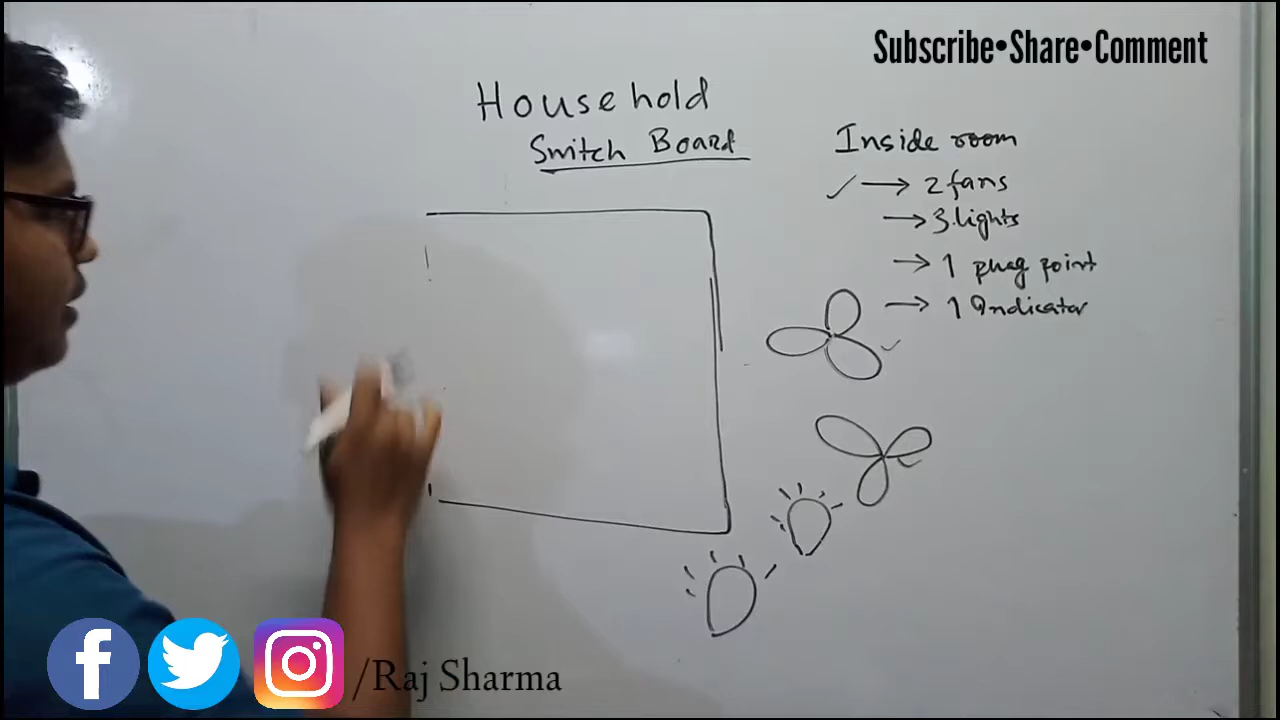 Subscribe•Share•Comment
Household
Switch Board
Inside room
✓ → 2 fans
→ 3 lights
→ 1 plug point
→ 1 Indicator
/Raj Sharma